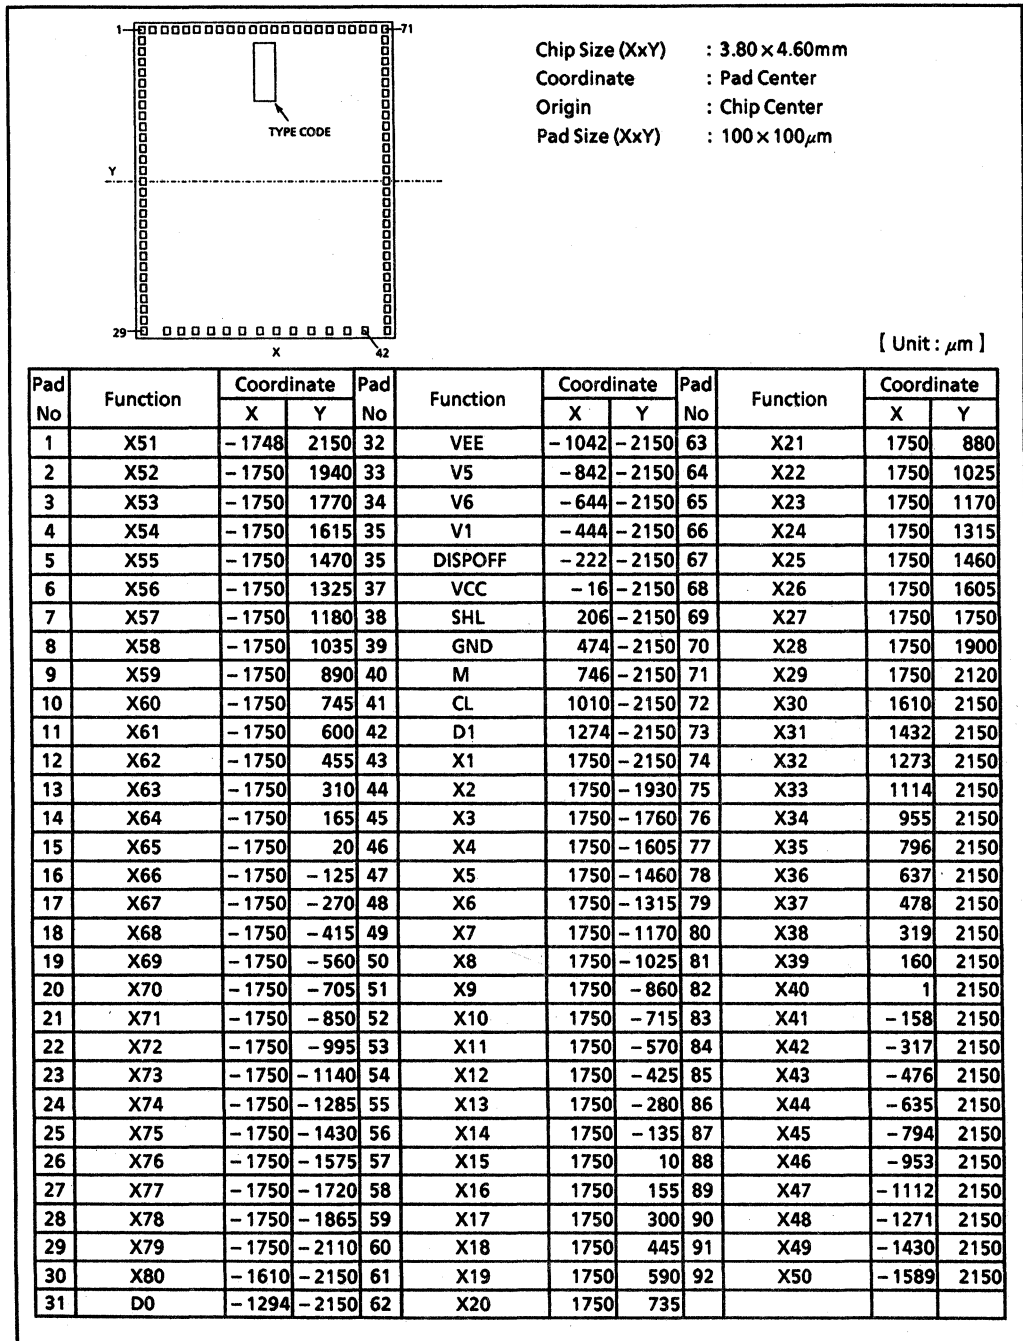 1 71
Chip Size (XxY) : 3.80 × 4.60mm
Coordinate : Pad Center
Origin : Chip Center
Pad Size (XxY) : 100 × 100μm
TYPE CODE
Y
29
X 42
[ Unit : μm ]
Pad No Function Coordinate X Y Pad No Function Coordinate X Y Pad No Function Coordinate X Y
1 X51 –1748 2150 32 VEE –1042 –2150 63 X21 1750 880
2 X52 –1750 1940 33 V5 –842 –2150 64 X22 1750 1025
3 X53 –1750 1770 34 V6 –644 –2150 65 X23 1750 1170
4 X54 –1750 1615 35 V1 –444 –2150 66 X24 1750 1315
5 X55 –1750 1470 35 DISPOFF –222 –2150 67 X25 1750 1460
6 X56 –1750 1325 37 VCC –16 –2150 68 X26 1750 1605
7 X57 –1750 1180 38 SHL 206 –2150 69 X27 1750 1750
8 X58 –1750 1035 39 GND 474 –2150 70 X28 1750 1900
9 X59 –1750 890 40 M 746 –2150 71 X29 1750 2120
10 X60 –1750 745 41 CL 1010 –2150 72 X30 1610 2150
11 X61 –1750 600 42 D1 1274 –2150 73 X31 1432 2150
12 X62 –1750 455 43 X1 1750 –2150 74 X32 1273 2150
13 X63 –1750 310 44 X2 1750 –1930 75 X33 1114 2150
14 X64 –1750 165 45 X3 1750 –1760 76 X34 955 2150
15 X65 –1750 20 46 X4 1750 –1605 77 X35 796 2150
16 X66 –1750 –125 47 X5 1750 –1460 78 X36 637 2150
17 X67 –1750 –270 48 X6 1750 –1315 79 X37 478 2150
18 X68 –1750 –415 49 X7 1750 –1170 80 X38 319 2150
19 X69 –1750 –560 50 X8 1750 –1025 81 X39 160 2150
20 X70 –1750 –705 51 X9 1750 –860 82 X40 1 2150
21 X71 –1750 –850 52 X10 1750 –715 83 X41 –158 2150
22 X72 –1750 –995 53 X11 1750 –570 84 X42 –317 2150
23 X73 –1750 –1140 54 X12 1750 –425 85 X43 –476 2150
24 X74 –1750 –1285 55 X13 1750 –280 86 X44 –635 2150
25 X75 –1750 –1430 56 X14 1750 –135 87 X45 –794 2150
26 X76 –1750 –1575 57 X15 1750 10 88 X46 –953 2150
27 X77 –1750 –1720 58 X16 1750 155 89 X47 –1112 2150
28 X78 –1750 –1865 59 X17 1750 300 90 X48 –1271 2150
29 X79 –1750 –2110 60 X18 1750 445 91 X49 –1430 2150
30 X80 –1610 –2150 61 X19 1750 590 92 X50 –1589 2150
31 D0 –1294 –2150 62 X20 1750 735